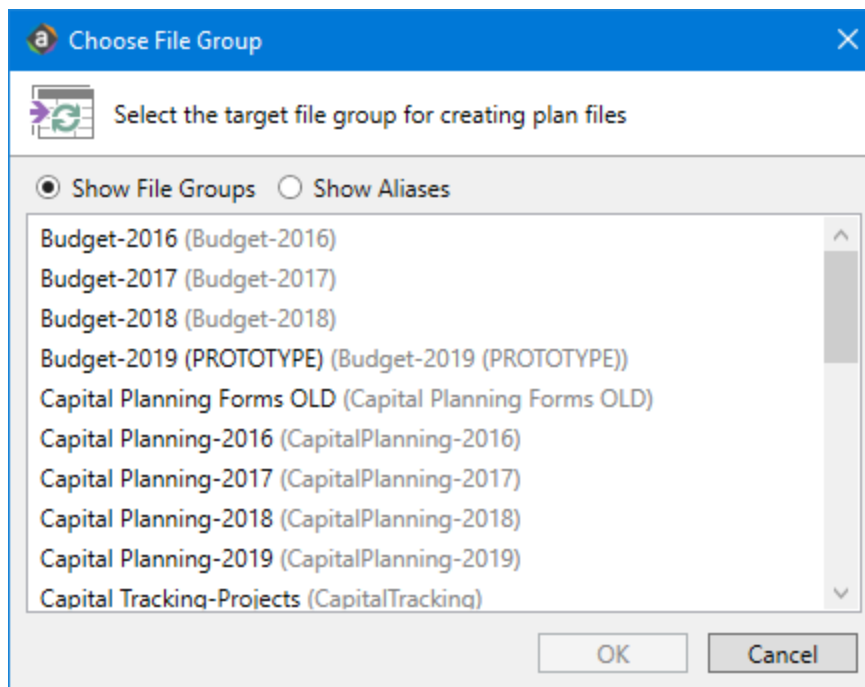 a Choose File Group
Select the target file group for creating plan files
Show File Groups Show Aliases
Budget-2016 (Budget-2016)
Budget-2017 (Budget-2017)
Budget-2018 (Budget-2018)
Budget-2019 (PROTOTYPE) (Budget-2019 (PROTOTYPE))
Capital Planning Forms OLD (Capital Planning Forms OLD)
Capital Planning-2016 (CapitalPlanning-2016)
Capital Planning-2017 (CapitalPlanning-2017)
Capital Planning-2018 (CapitalPlanning-2018)
Capital Planning-2019 (CapitalPlanning-2019)
Capital Tracking-Projects (CapitalTracking)
OK Cancel